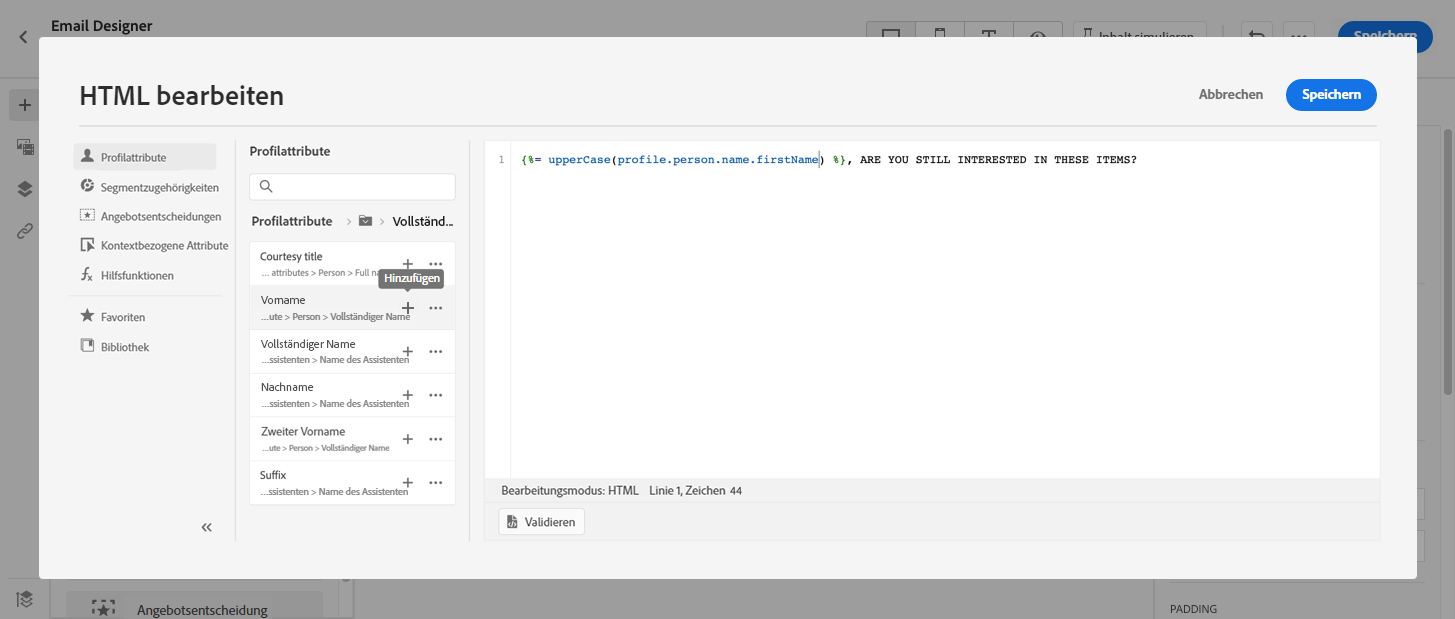 Email Designer
Inhalt simulieren
Speichern
HTML bearbeiten
Abbrechen
Speichern
Profilattribute
Segmentzugehörigkeiten
Angebotsentscheidungen
Kontextbezogene Attribute
Hilfsfunktionen
Favoriten
Bibliothek
Profilattribute
Profilattribute > Vollständ...
Courtesy title
... attributes > Person > Full na
Hinzufügen
Vorname
...ute > Person > Vollständiger Name
Vollständiger Name
...ssistenten > Name des Assistenten
Nachname
...ssistenten > Name des Assistenten
Zweiter Vorname
...ute > Person > Vollständiger Name
Suffix
...ssistenten > Name des Assistenten
1 {%= upperCase(profile.person.name.firstName) %}, ARE YOU STILL INTERESTED IN THESE ITEMS?
Bearbeitungsmodus: HTML Linie 1, Zeichen 44
Validieren
Angebotsentscheidung
PADDING